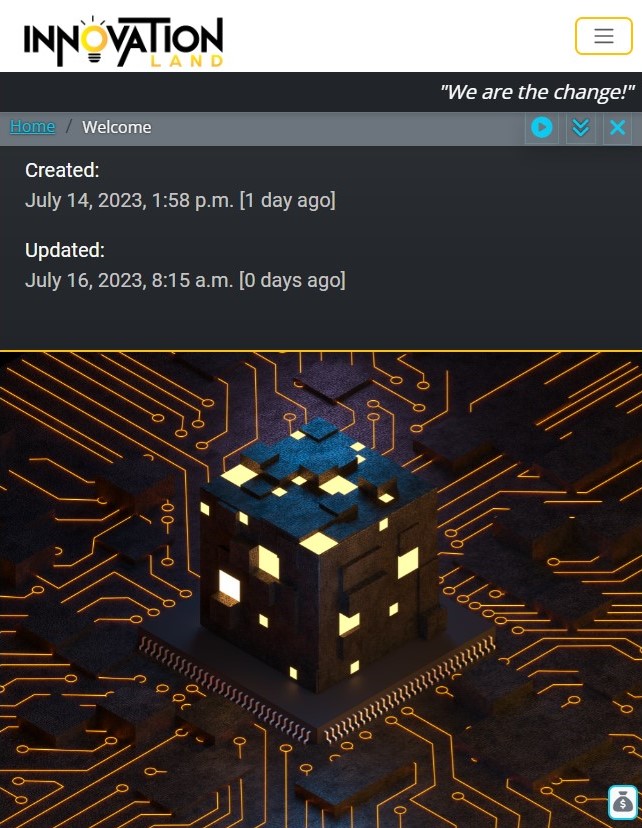 INNOVATION
LAND
"We are the change!"
Home / Welcome
Created:
July 14, 2023, 1:58 p.m. [1 day ago]
Updated:
July 16, 2023, 8:15 a.m. [0 days ago]
$